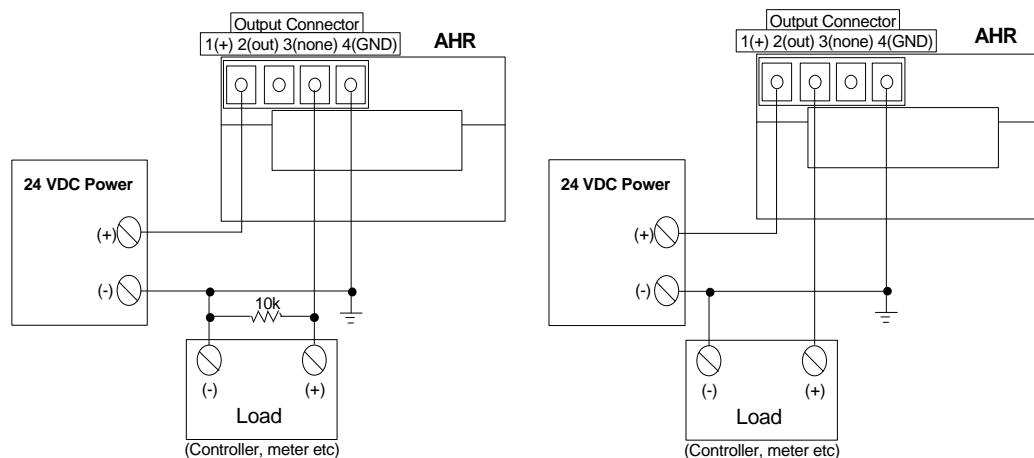 Output Connector
1(+) 2(out) 3(none) 4(GND)
AHR
24 VDC Power
(+)
(-)
10k
(-)
(+)
Load
(Controller, meter etc)
Output Connector
1(+) 2(out) 3(none) 4(GND)
AHR
24 VDC Power
(+)
(-)
(-)
(+)
Load
(Controller, meter etc)